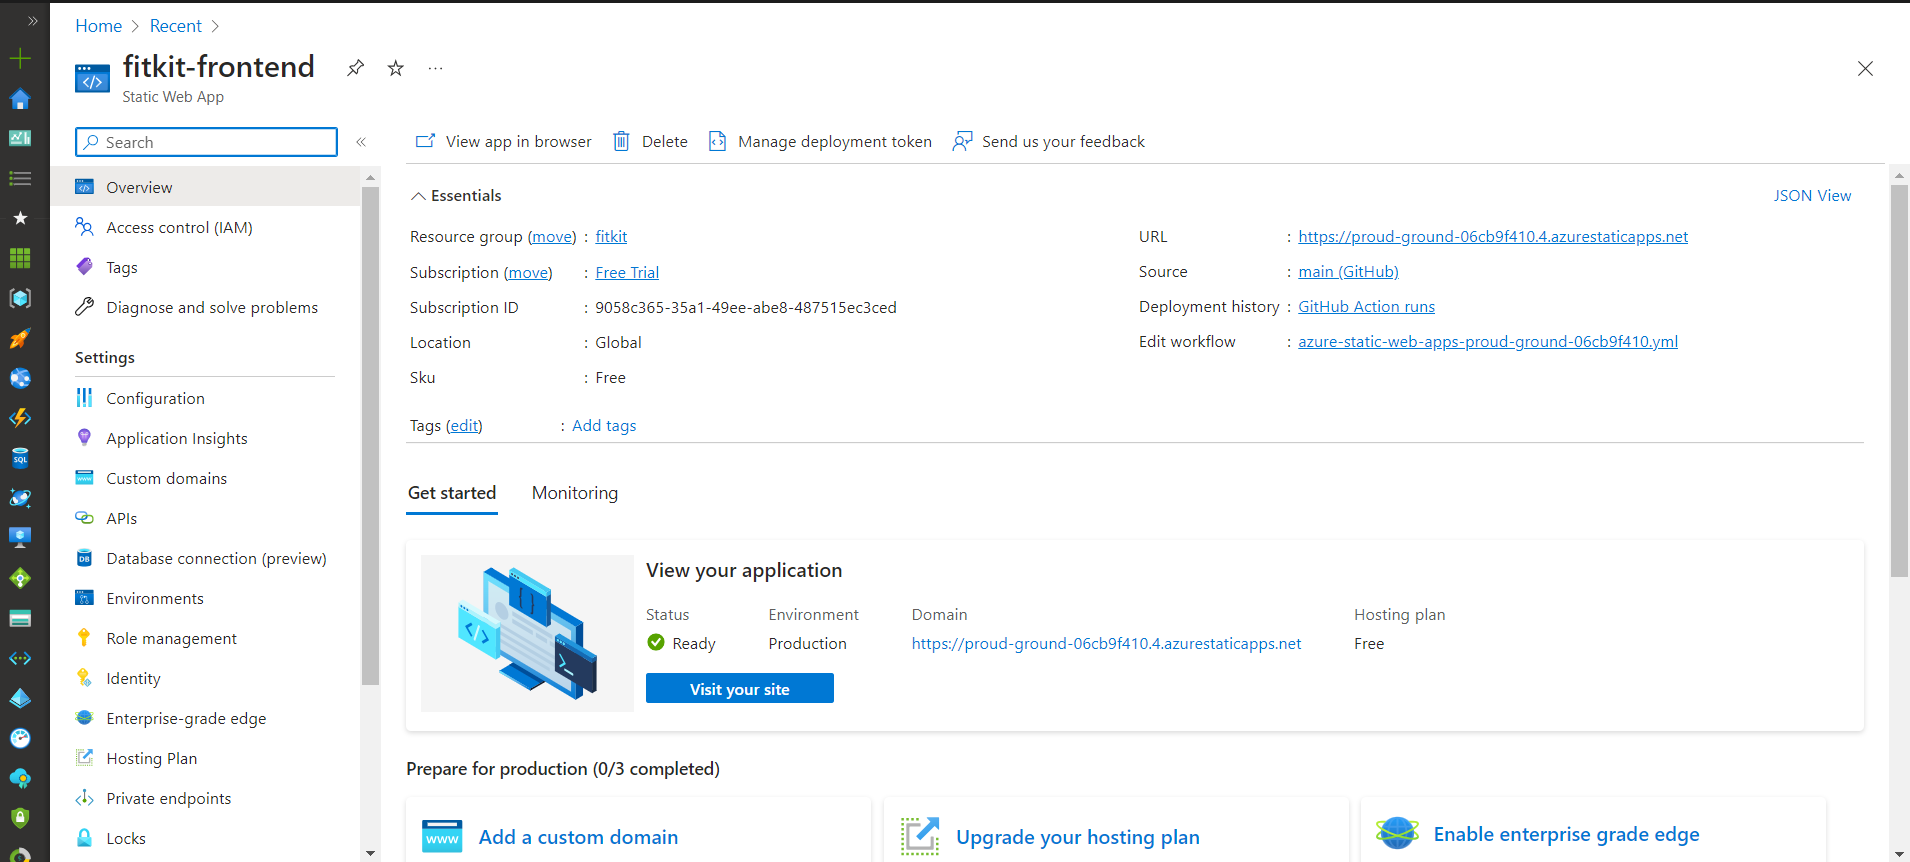 Home > Recent >
fitkit-frontend
Static Web App
Search
Overview
Access control (IAM)
Tags
Diagnose and solve problems
Settings
Configuration
Application Insights
Custom domains
APIs
Database connection (preview)
Environments
Role management
Identity
Enterprise-grade edge
Hosting Plan
Private endpoints
Locks
View app in browser Delete Manage deployment token Send us your feedback
Essentials JSON View
Resource group (move) : fitkit
Subscription (move) : Free Trial
Subscription ID : 9058c365-35a1-49ee-abe8-487515ec3ced
Location : Global
Sku : Free
Tags (edit) : Add tags
URL : https://proud-ground-06cb9f410.4.azurestaticapps.net
Source : main (GitHub)
Deployment history : GitHub Action runs
Edit workflow : azure-static-web-apps-proud-ground-06cb9f410.yml
Get started Monitoring
View your application
Status Environment Domain Hosting plan
Ready Production https://proud-ground-06cb9f410.4.azurestaticapps.net Free
Visit your site
Prepare for production (0/3 completed)
Add a custom domain Upgrade your hosting plan Enable enterprise grade edge